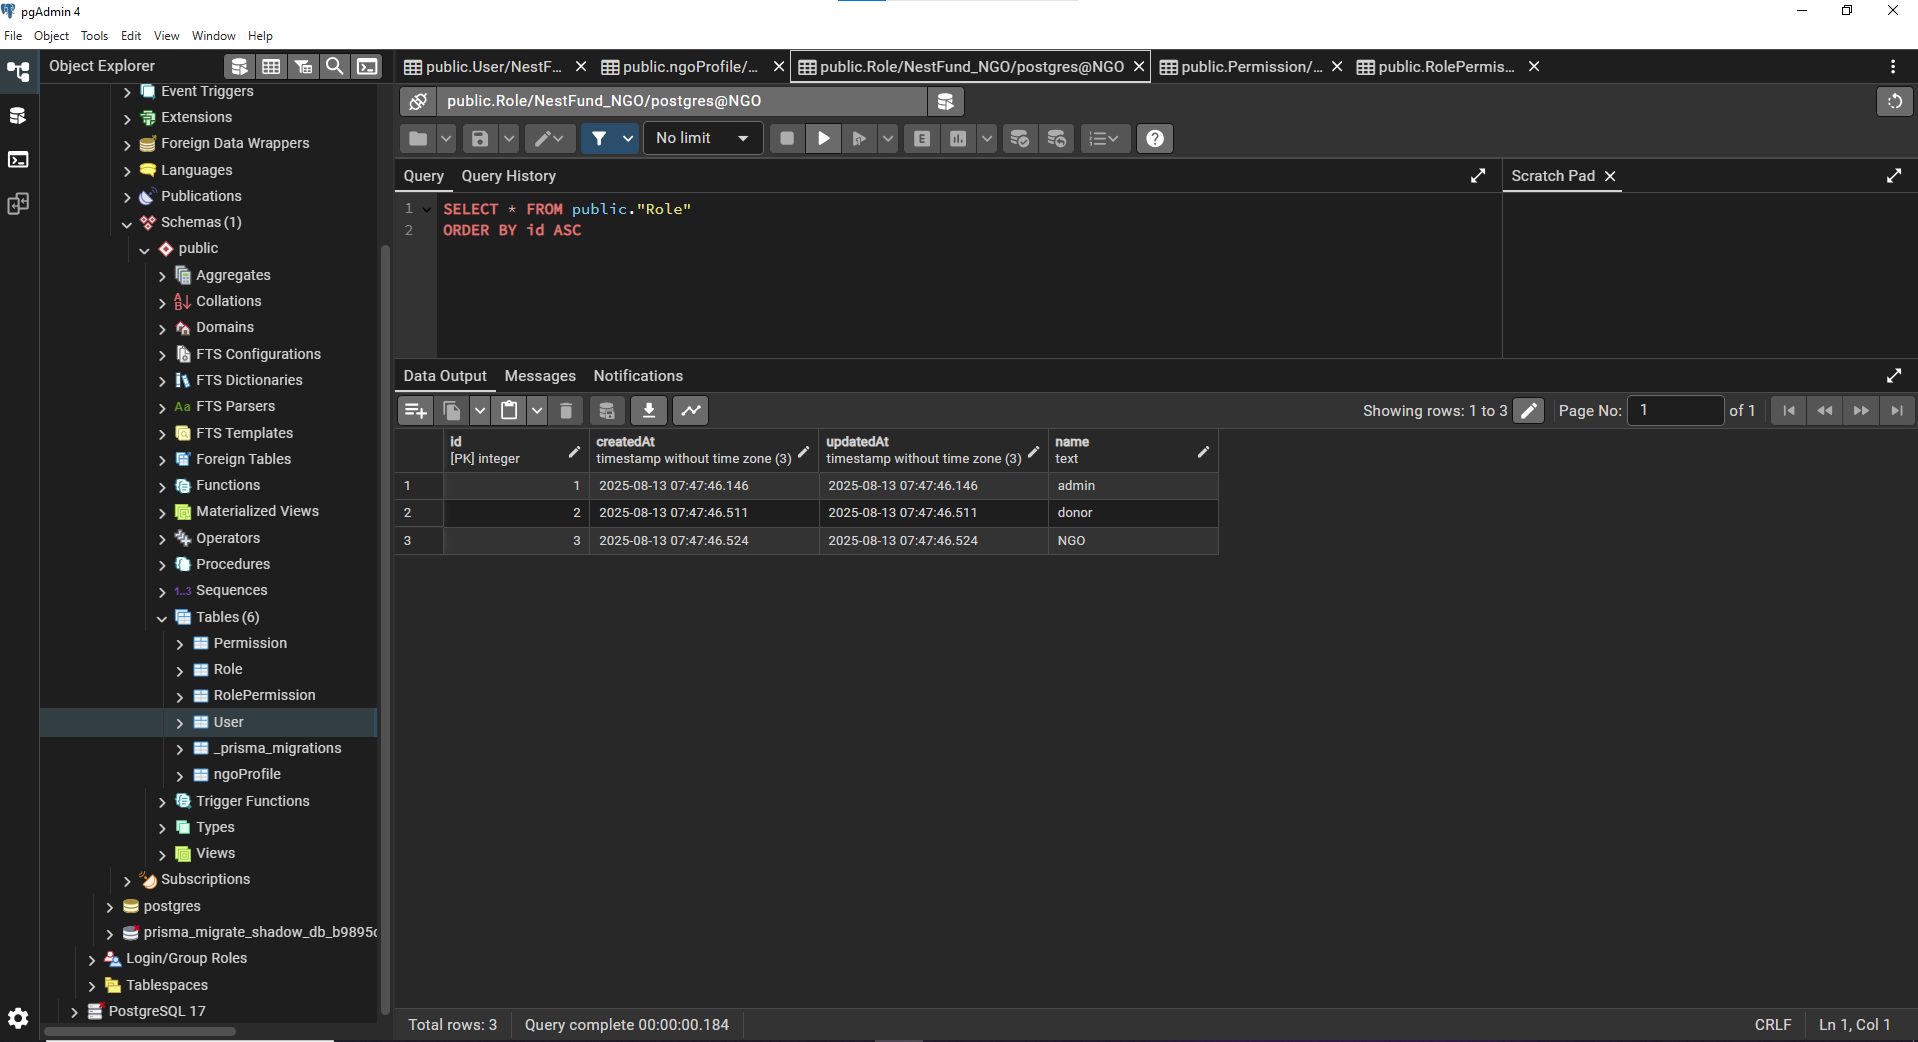 pgAdmin 4
File Object Tools Edit View Window Help
Object Explorer
Event Triggers
Extensions
Foreign Data Wrappers
Languages
Publications
Schemas (1)
public
Aggregates
Collations
Domains
FTS Configurations
FTS Dictionaries
Aa FTS Parsers
FTS Templates
Foreign Tables
Functions
Materialized Views
Operators
Procedures
1..3 Sequences
Tables (6)
Permission
Role
RolePermission
User
_prisma_migrations
ngoProfile
Trigger Functions
Types
Views
Subscriptions
postgres
prisma_migrate_shadow_db_b9895
Login/Group Roles
Tablespaces
PostgreSQL 17
public.User/NestF... public.ngoProfile/... public.Role/NestFund_NGO/postgres@NGO public.Permission/... public.RolePermis...
public.Role/NestFund_NGO/postgres@NGO
No limit E
Query Query History Scratch Pad
1 SELECT * FROM public."Role"
2 ORDER BY id ASC
Data Output Messages Notifications
Showing rows: 1 to 3 Page No: 1 of 1
id createdAt updatedAt name
[PK] integer timestamp without time zone (3) timestamp without time zone (3) text
1 1 2025-08-13 07:47:46.146 2025-08-13 07:47:46.146 admin
2 2 2025-08-13 07:47:46.511 2025-08-13 07:47:46.511 donor
3 3 2025-08-13 07:47:46.524 2025-08-13 07:47:46.524 NGO
Total rows: 3 Query complete 00:00:00.184 CRLF Ln 1, Col 1